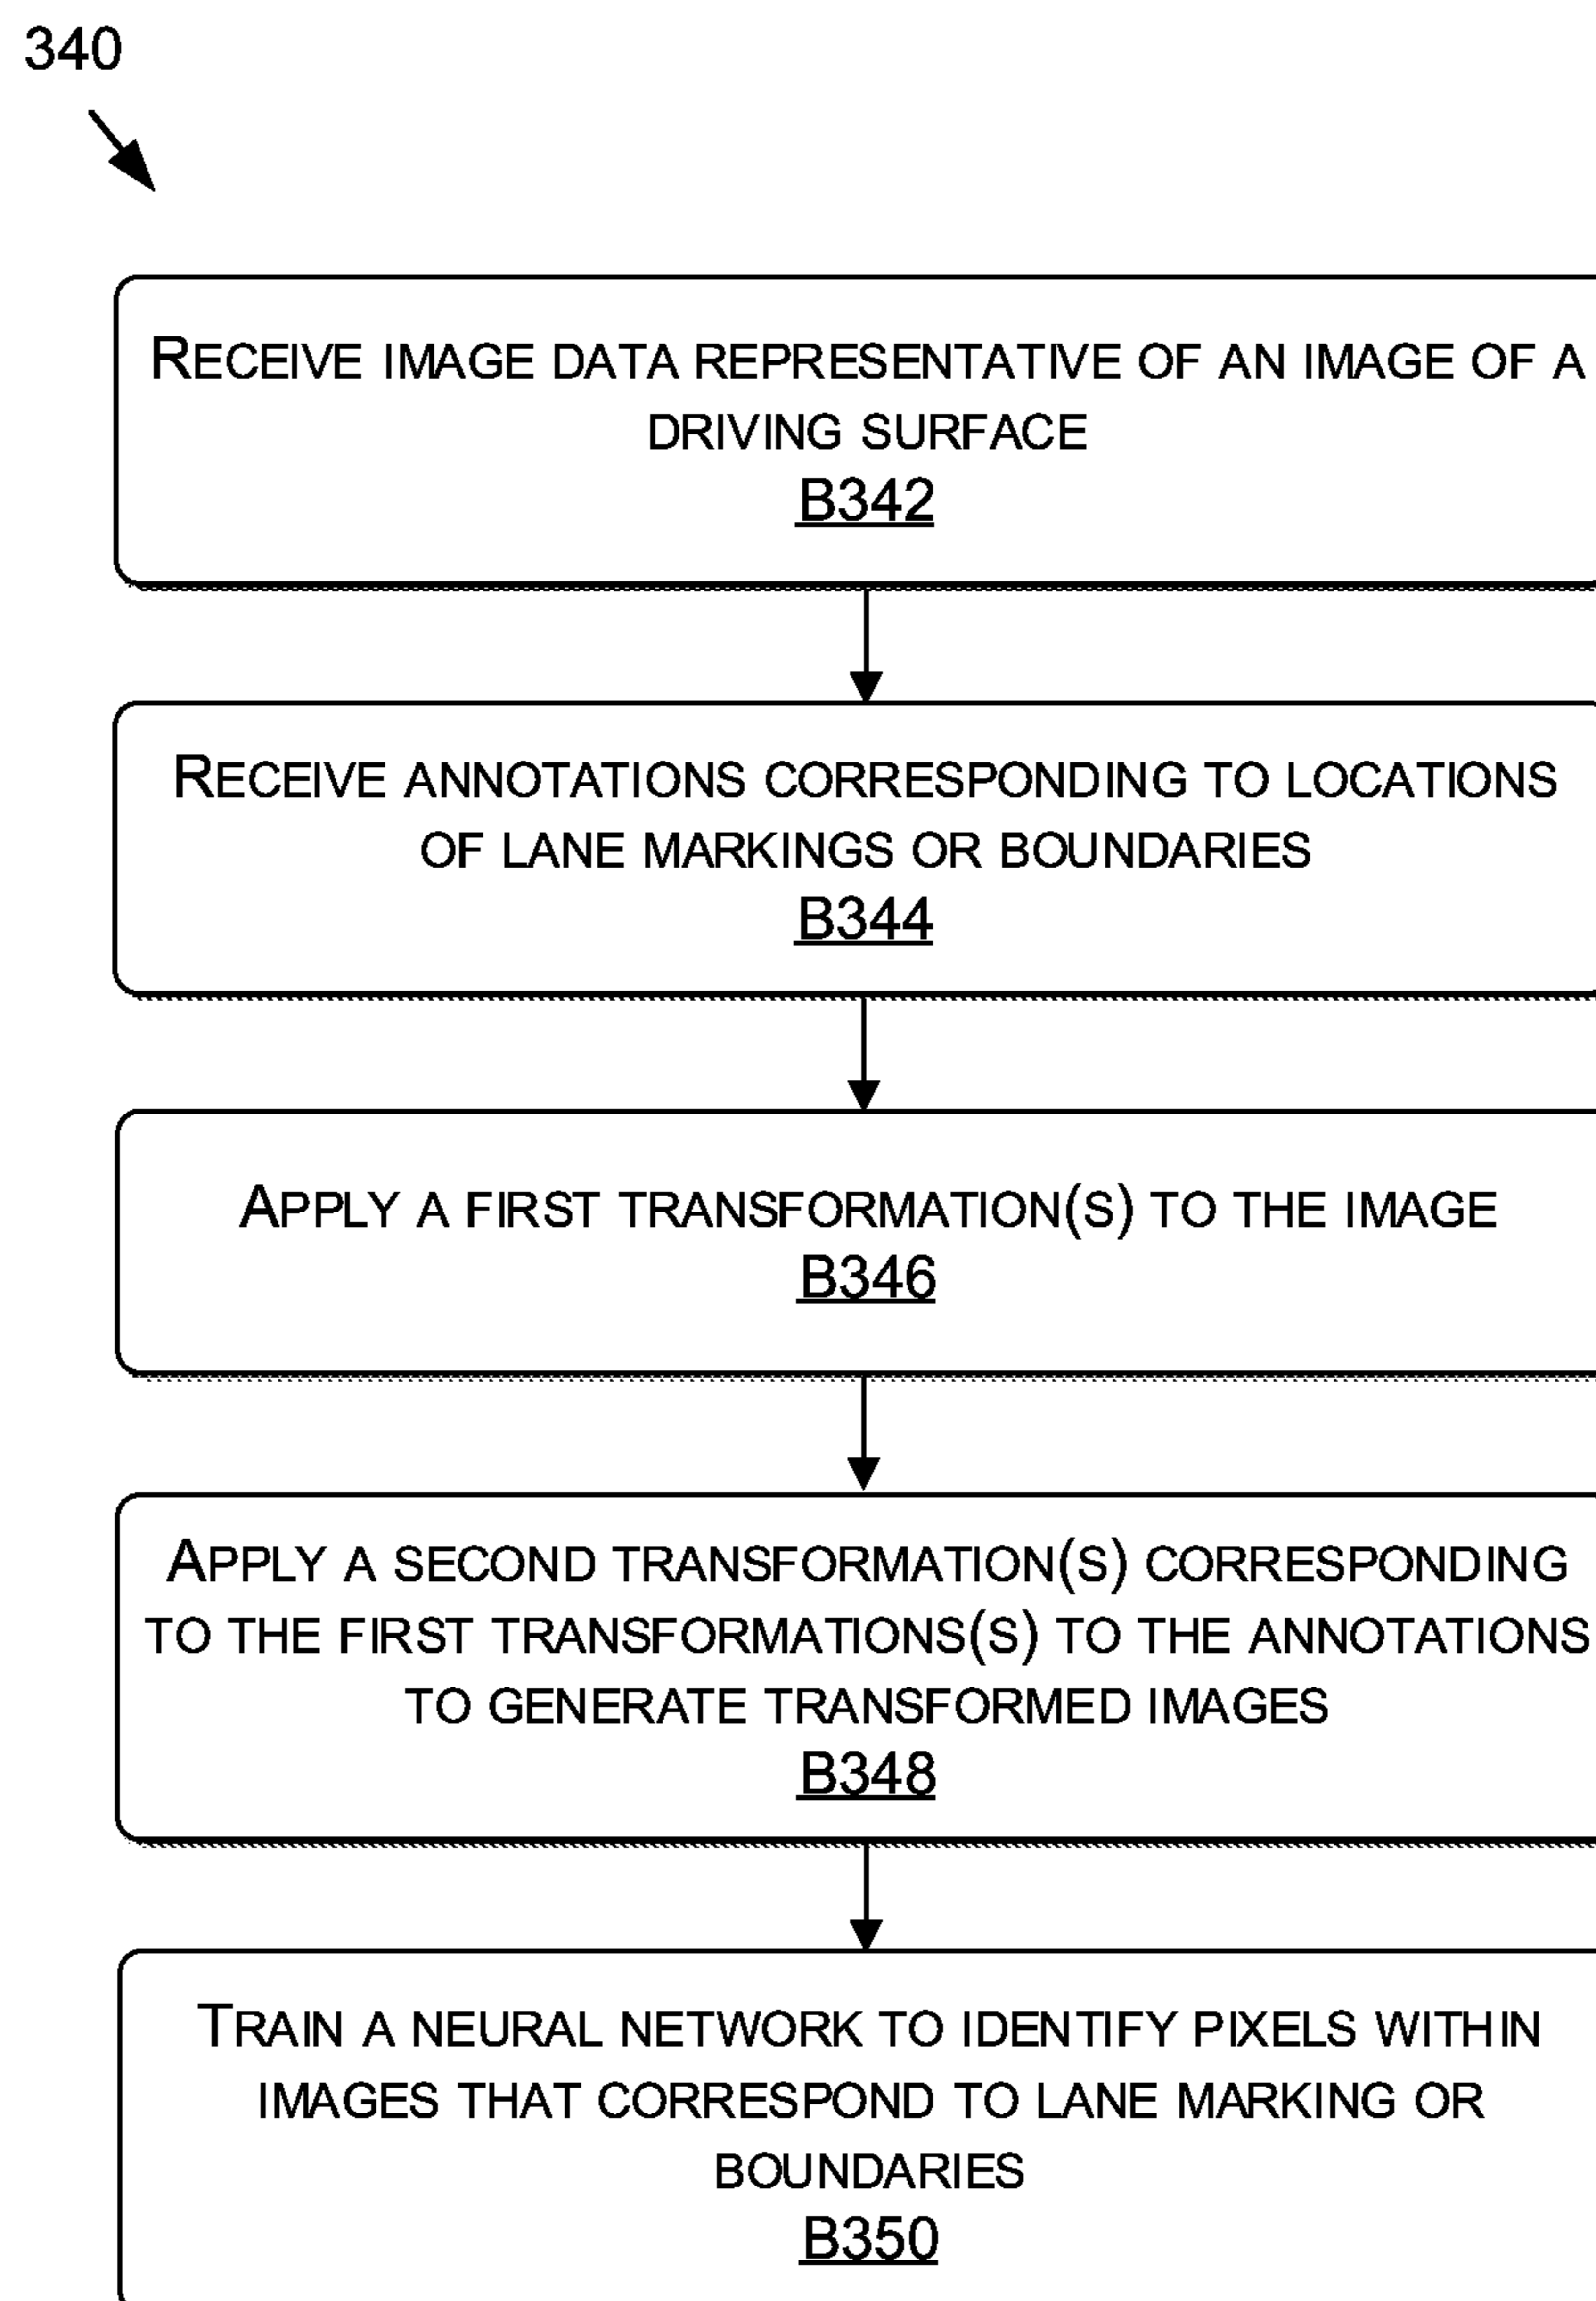 340
RECEIVE IMAGE DATA REPRESENTATIVE OF AN IMAGE OF A
DRIVING SURFACE
B342
RECEIVE ANNOTATIONS CORRESPONDING TO LOCATIONS
OF LANE MARKINGS OR BOUNDARIES
B344
APPLY A FIRST TRANSFORMATION(S) TO THE IMAGE
B346
APPLY A SECOND TRANSFORMATION(S) CORRESPONDING
TO THE FIRST TRANSFORMATIONS(S) TO THE ANNOTATIONS
TO GENERATE TRANSFORMED IMAGES
B348
TRAIN A NEURAL NETWORK TO IDENTIFY PIXELS WITHIN
IMAGES THAT CORRESPOND TO LANE MARKING OR
BOUNDARIES
B350